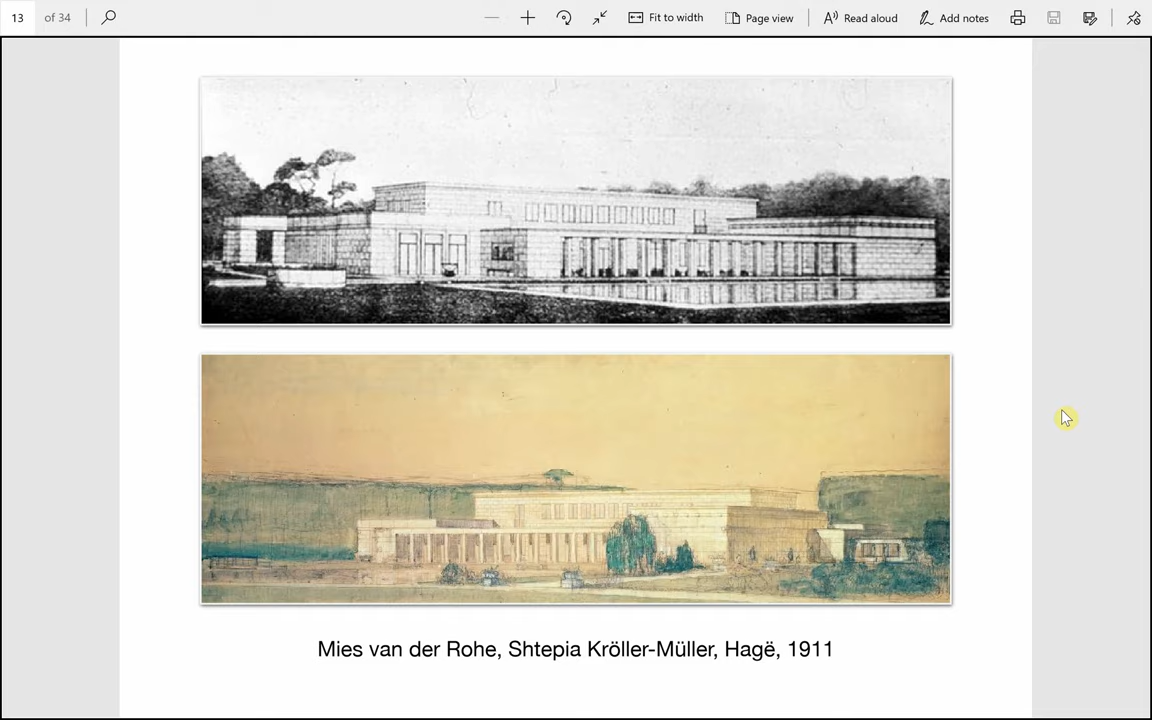 13 of 34 Fit to width Page view Read aloud Add notes
Mies van der Rohe, Shtepia Kröller-Müller, Hagë, 1911